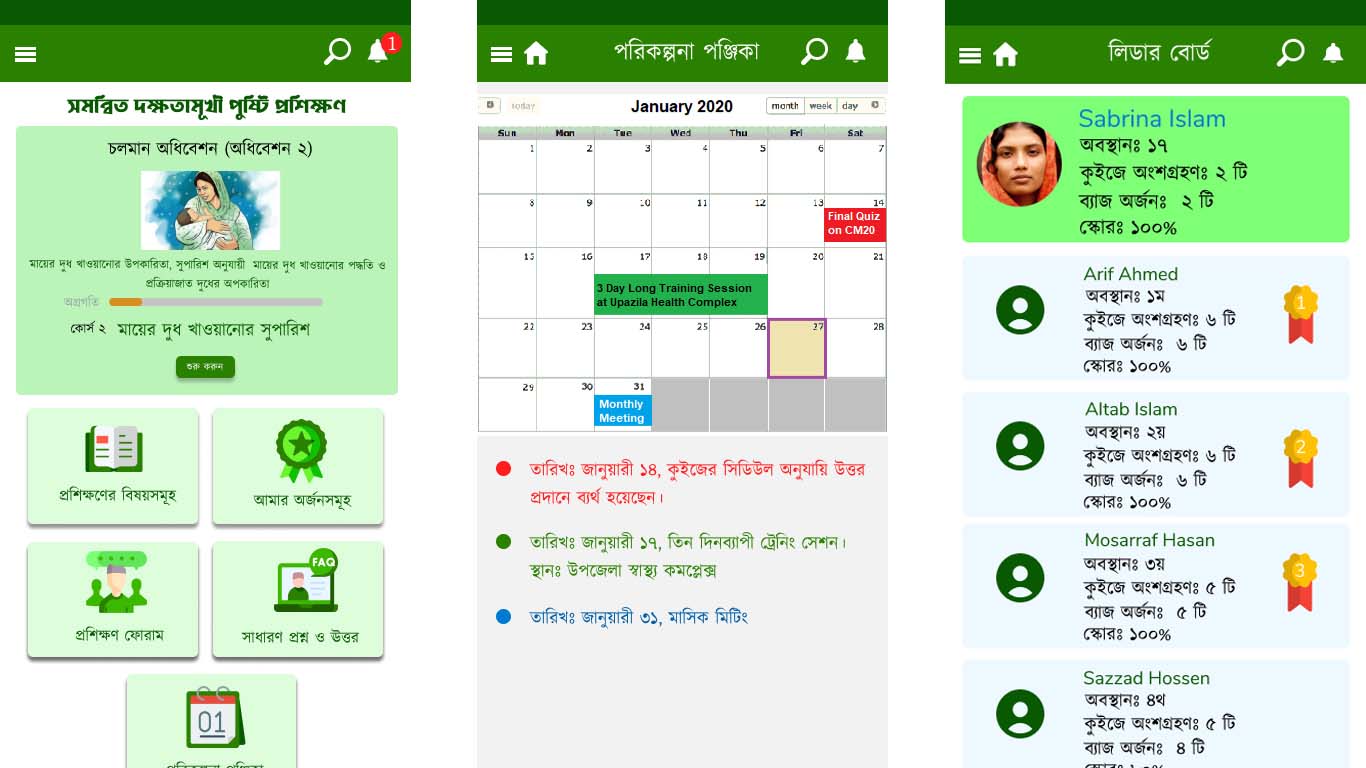 1
সমন্বিত দক্ষতামূখী পুষ্টি প্রশিক্ষণ
চলমান অধিবেশন (অধিবেশন ২)
মায়ের দুধ খাওয়ানোর উপকারিতা, সুপারিশ অনুযায়ী মায়ের দুধ খাওয়ানোর পদ্ধতি ও
প্রক্রিয়াজাত দুধের অপকারিতা
অগ্রগতি
কোর্স ২ মায়ের দুধ খাওয়ানোর সুপারিশ
শুরু করুন
প্রশিক্ষণের বিষয়সমূহ
আমার অর্জনসমূহ
প্রশিক্ষণ ফোরাম
FAQ
সাধারণ প্রশ্ন ও উত্তর
01
পরিকল্পনা পঞ্জিকা
পরিকল্পনা পঞ্জিকা
today
January 2020
month week day
Sun Mon Tue Wed Thu Fri Sat
1 2 3 4 5 6 7
8 9 10 11 12 13 14
Final Quiz
on CM20
15 16 17 18 19 20 21
3 Day Long Training Session
at Upazila Health Complex
22 23 24 25 26 27 28
29 30 31
Monthly
Meeting
তারিখঃ জানুয়ারী ১৪, কুইজের সিডিউল অনুযায়ি উত্তর
প্রদানে ব্যর্থ হয়েছেন।
তারিখঃ জানুয়ারী ১৭, তিন দিনব্যাপী ট্রেনিং সেশন।
স্থানঃ উপজেলা স্বাস্থ্য কমপ্লেক্স
তারিখঃ জানুয়ারী ৩১, মাসিক মিটিং
লিডার বোর্ড
Sabrina Islam
অবস্থানঃ ১৭
কুইজে অংশগ্রহণঃ ২ টি
ব্যাজ অর্জনঃ ২ টি
স্কোরঃ ১০০%
Arif Ahmed
অবস্থানঃ ১ম
কুইজে অংশগ্রহণঃ ৬ টি
ব্যাজ অর্জনঃ ৬ টি
স্কোরঃ ১০০%
1
Altab Islam
অবস্থানঃ ২য়
কুইজে অংশগ্রহণঃ ৬ টি
ব্যাজ অর্জনঃ ৬ টি
স্কোরঃ ১০০%
2
Mosarraf Hasan
অবস্থানঃ ৩য়
কুইজে অংশগ্রহণঃ ৫ টি
ব্যাজ অর্জনঃ ৫ টি
স্কোরঃ ১০০%
3
Sazzad Hossen
অবস্থানঃ ৪থ
কুইজে অংশগ্রহণঃ ৫ টি
ব্যাজ অর্জনঃ ৪ টি